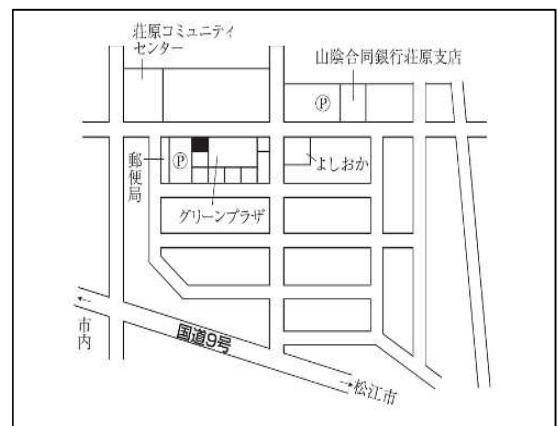 荘原コミュニティ
センター
山陰合同銀行荘原支店
Ⓟ
Ⓟ
郵便局
よしおか
グリーンプラザ
←市内
国道9号
→松江市